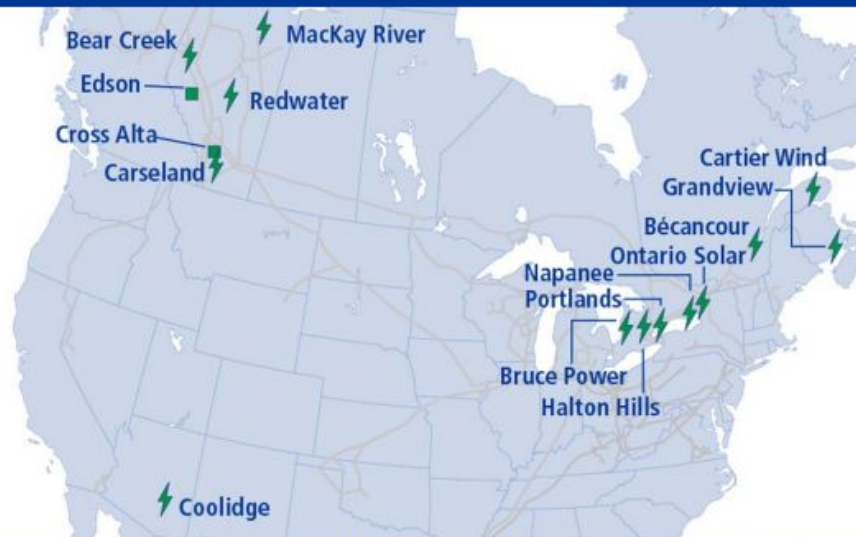 MacKay River
Bear Creek
Edson
Redwater
Cross Alta
Carseland
Cartier Wind
Grandview
Bécancour
Ontario Solar
Napanee
Portlands
Bruce Power
Halton Hills
Coolidge